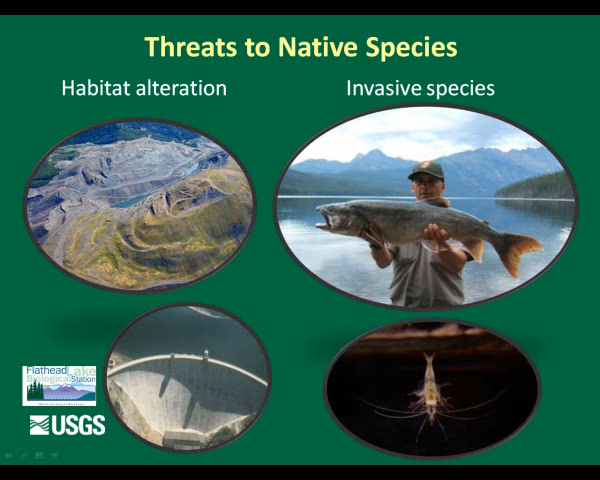 Threats to Native Species
Habitat alteration
Invasive species
Flathead Lake
Biological Station
USGS